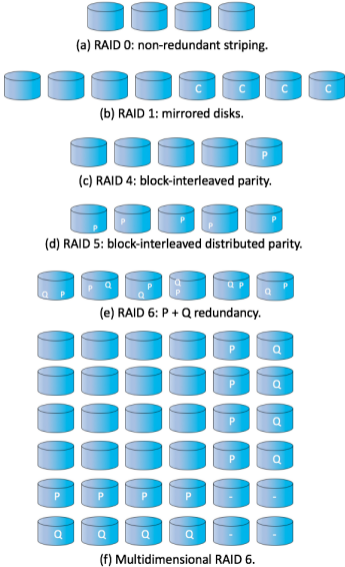 (a) RAID 0: non-redundant striping.
C C C C
(b) RAID 1: mirrored disks.
P
(c) RAID 4: block-interleaved parity.
P P P P P
(d) RAID 5: block-interleaved distributed parity.
Q P P Q Q P Q P Q P Q P
(e) RAID 6: P + Q redundancy.
P Q
P Q
P Q
P Q
P P P P - -
Q Q Q Q - -
(f) Multidimensional RAID 6.